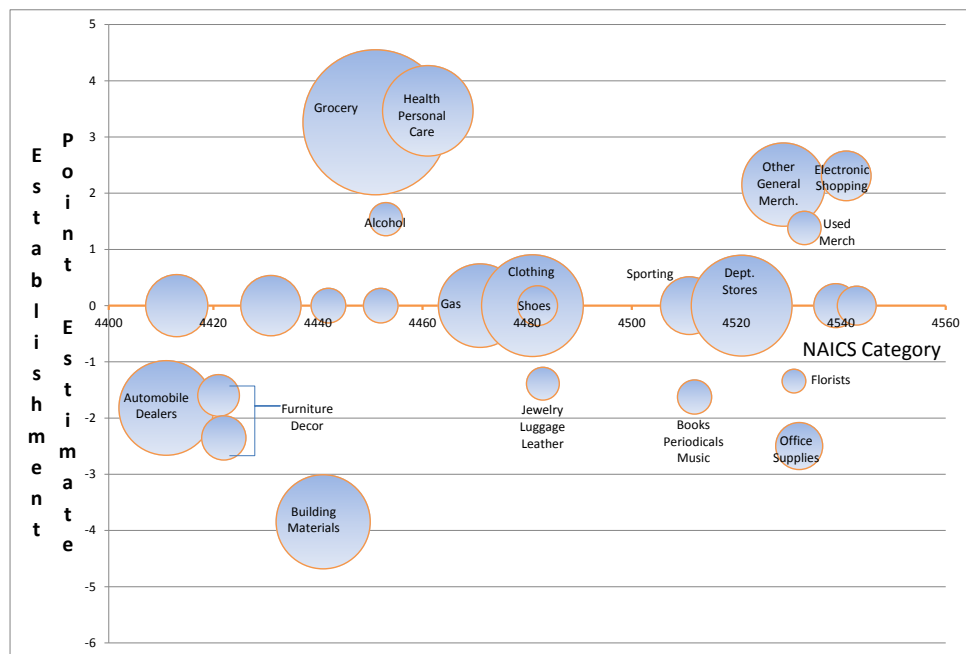 Establishment
Point Estimate
5
4
3
2
1
0
-1
-2
-3
-4
-5
-6
4400
4420
4440
4460
4480
4500
4520
4540
4560
NAICS Category
Grocery
Health
Personal
Care
Alcohol
Other
General
Merch.
Electronic
Shopping
Used
Merch
Gas
Clothing
Shoes
Sporting
Dept.
Stores
Automobile
Dealers
Furniture
Decor
Building
Materials
Jewelry
Luggage
Leather
Books
Periodicals
Music
Florists
Office
Supplies